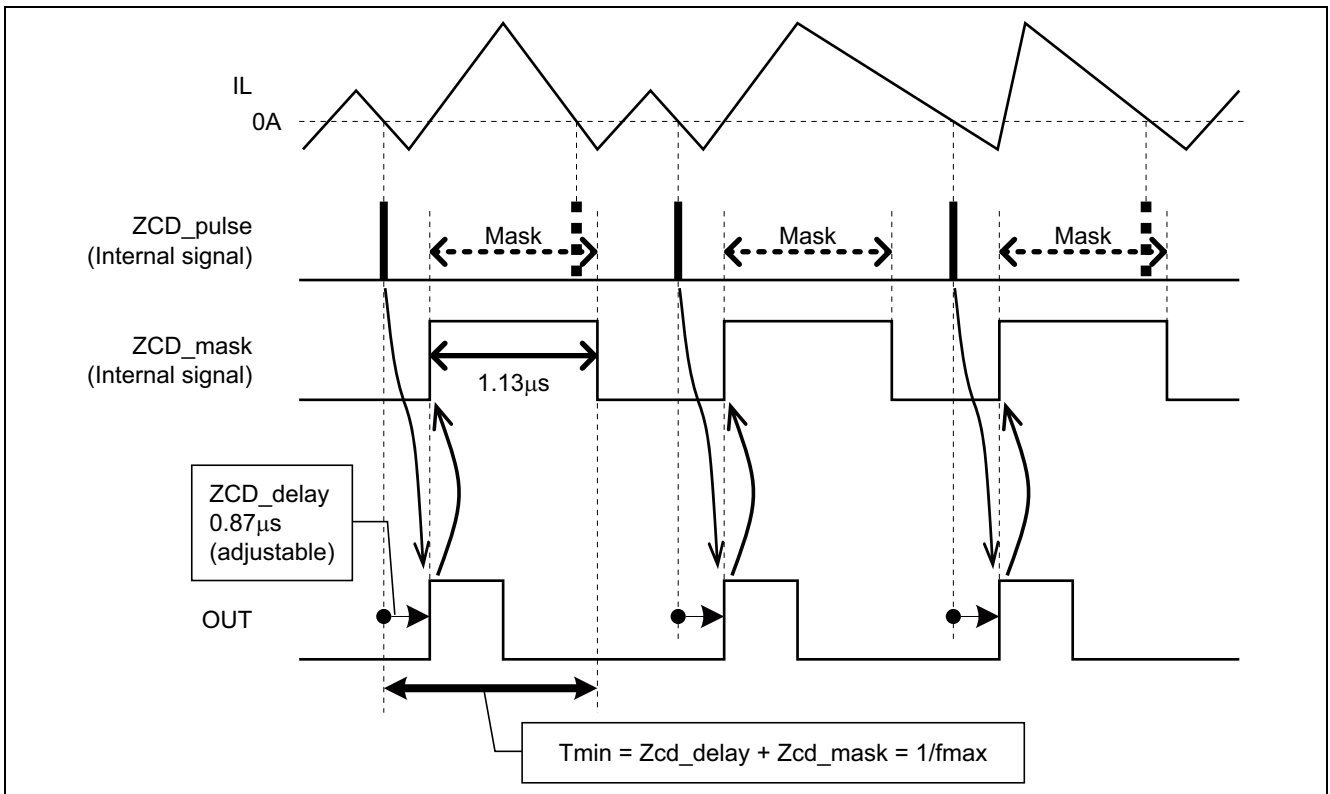 IL
0A
ZCD_pulse
(Internal signal)
Mask
Mask
Mask
ZCD_mask
(Internal signal)
1.13μs
ZCD_delay
0.87μs
(adjustable)
OUT
Tmin = Zcd_delay + Zcd_mask = 1/fmax